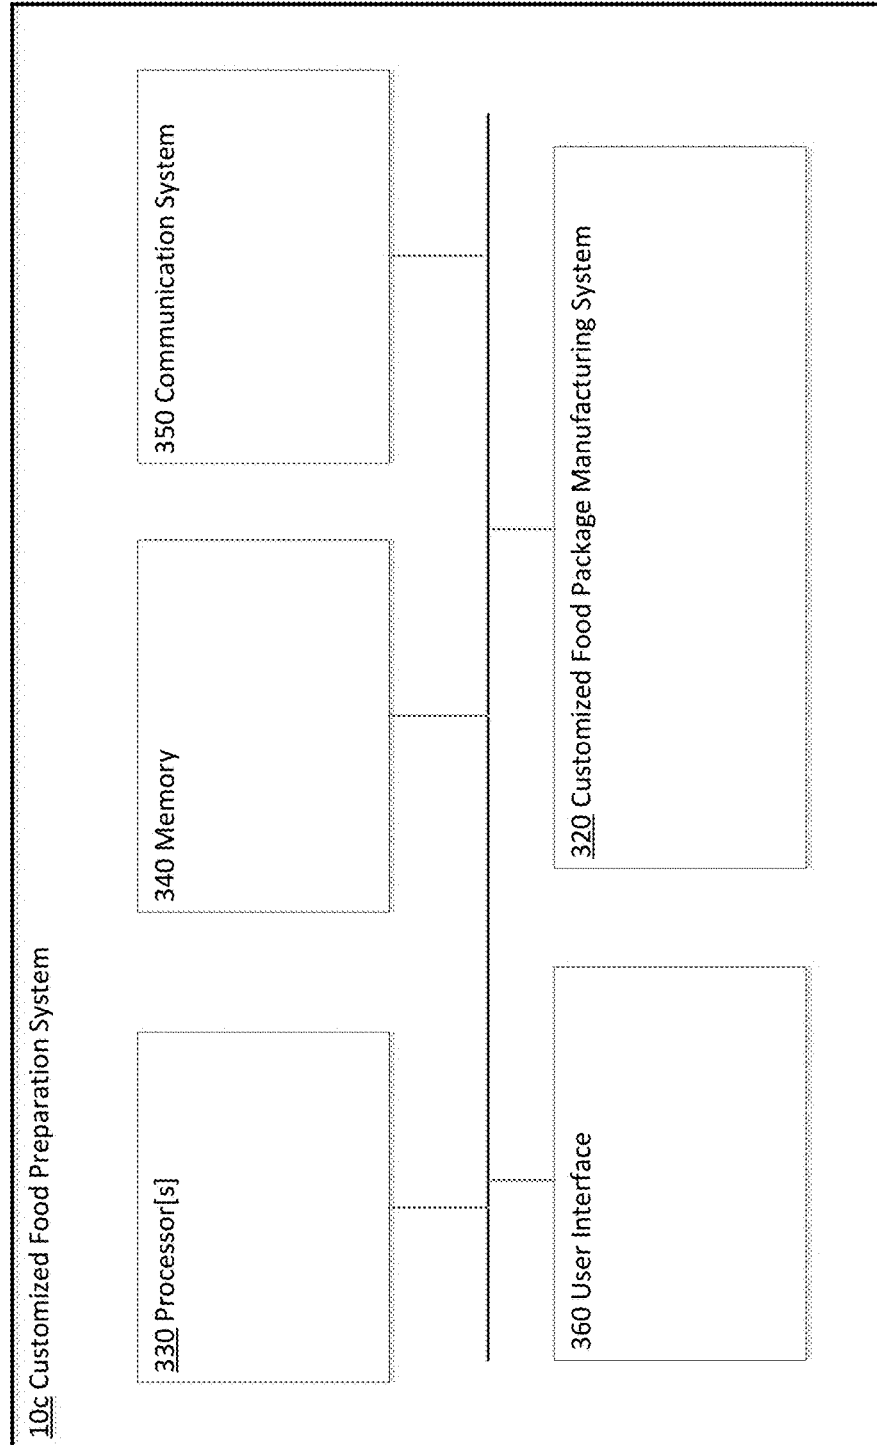 10c Customized Food Preparation System
330 Processor[s]
340 Memory
350 Communication System
360 User Interface
320 Customized Food Package Manufacturing System